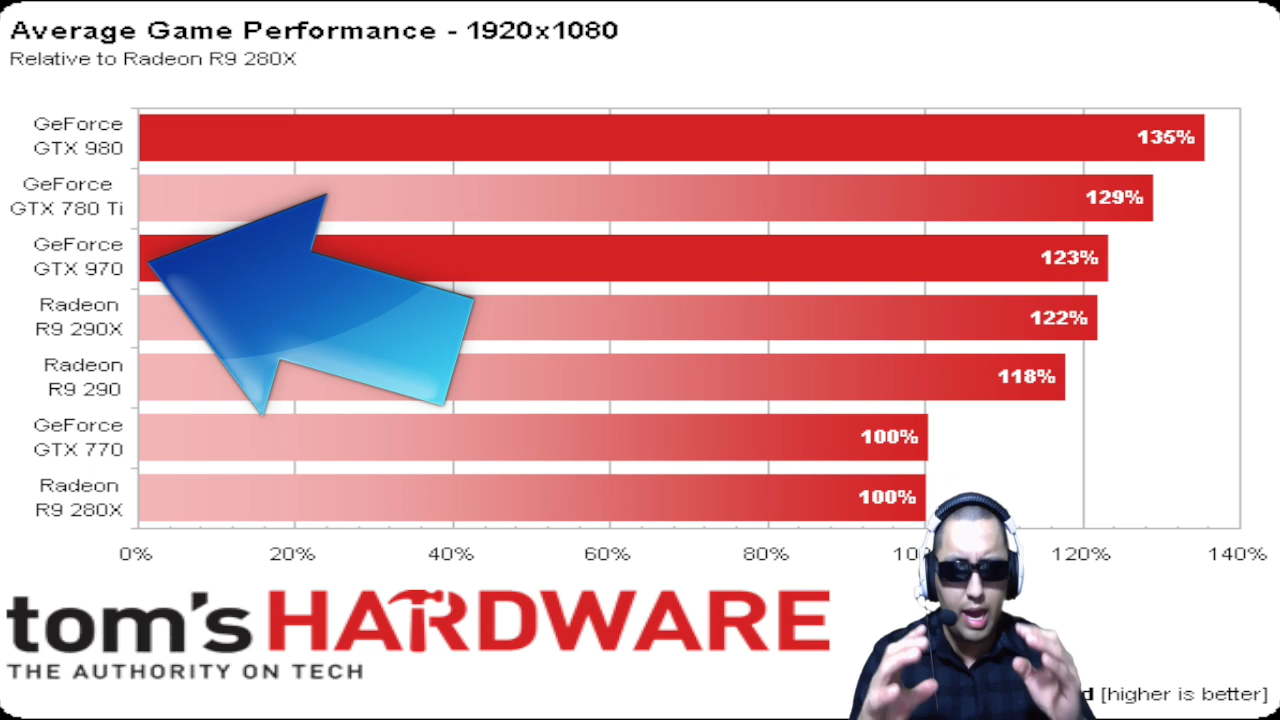 Average Game Performance - 1920x1080
Relative to Radeon R9 280X
GeForce
GTX 980
135%
GeForce
GTX 780 Ti
129%
GeForce
GTX 970
123%
Radeon
R9 290X
122%
Radeon
R9 290
118%
GeForce
GTX 770
100%
Radeon
R9 280X
100%
0% 20% 40% 60% 80% 120% 140%
tom's HARDWARE
THE AUTHORITY ON TECH
[higher is better]